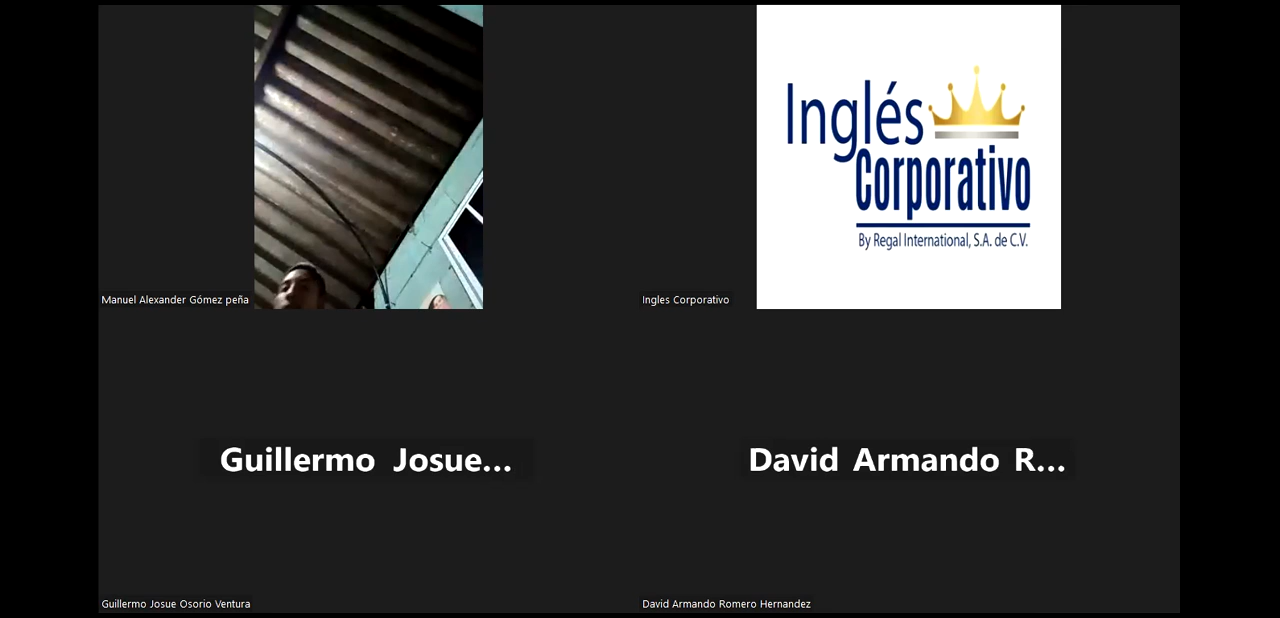 Inglés
Corporativo
By Regal International, S.A. de C.V.
Manuel Alexander Gómez peña
Ingles Corporativo
Guillermo Josue...
David Armando R...
Guillermo Josue Osorio Ventura
David Armando Romero Hernandez